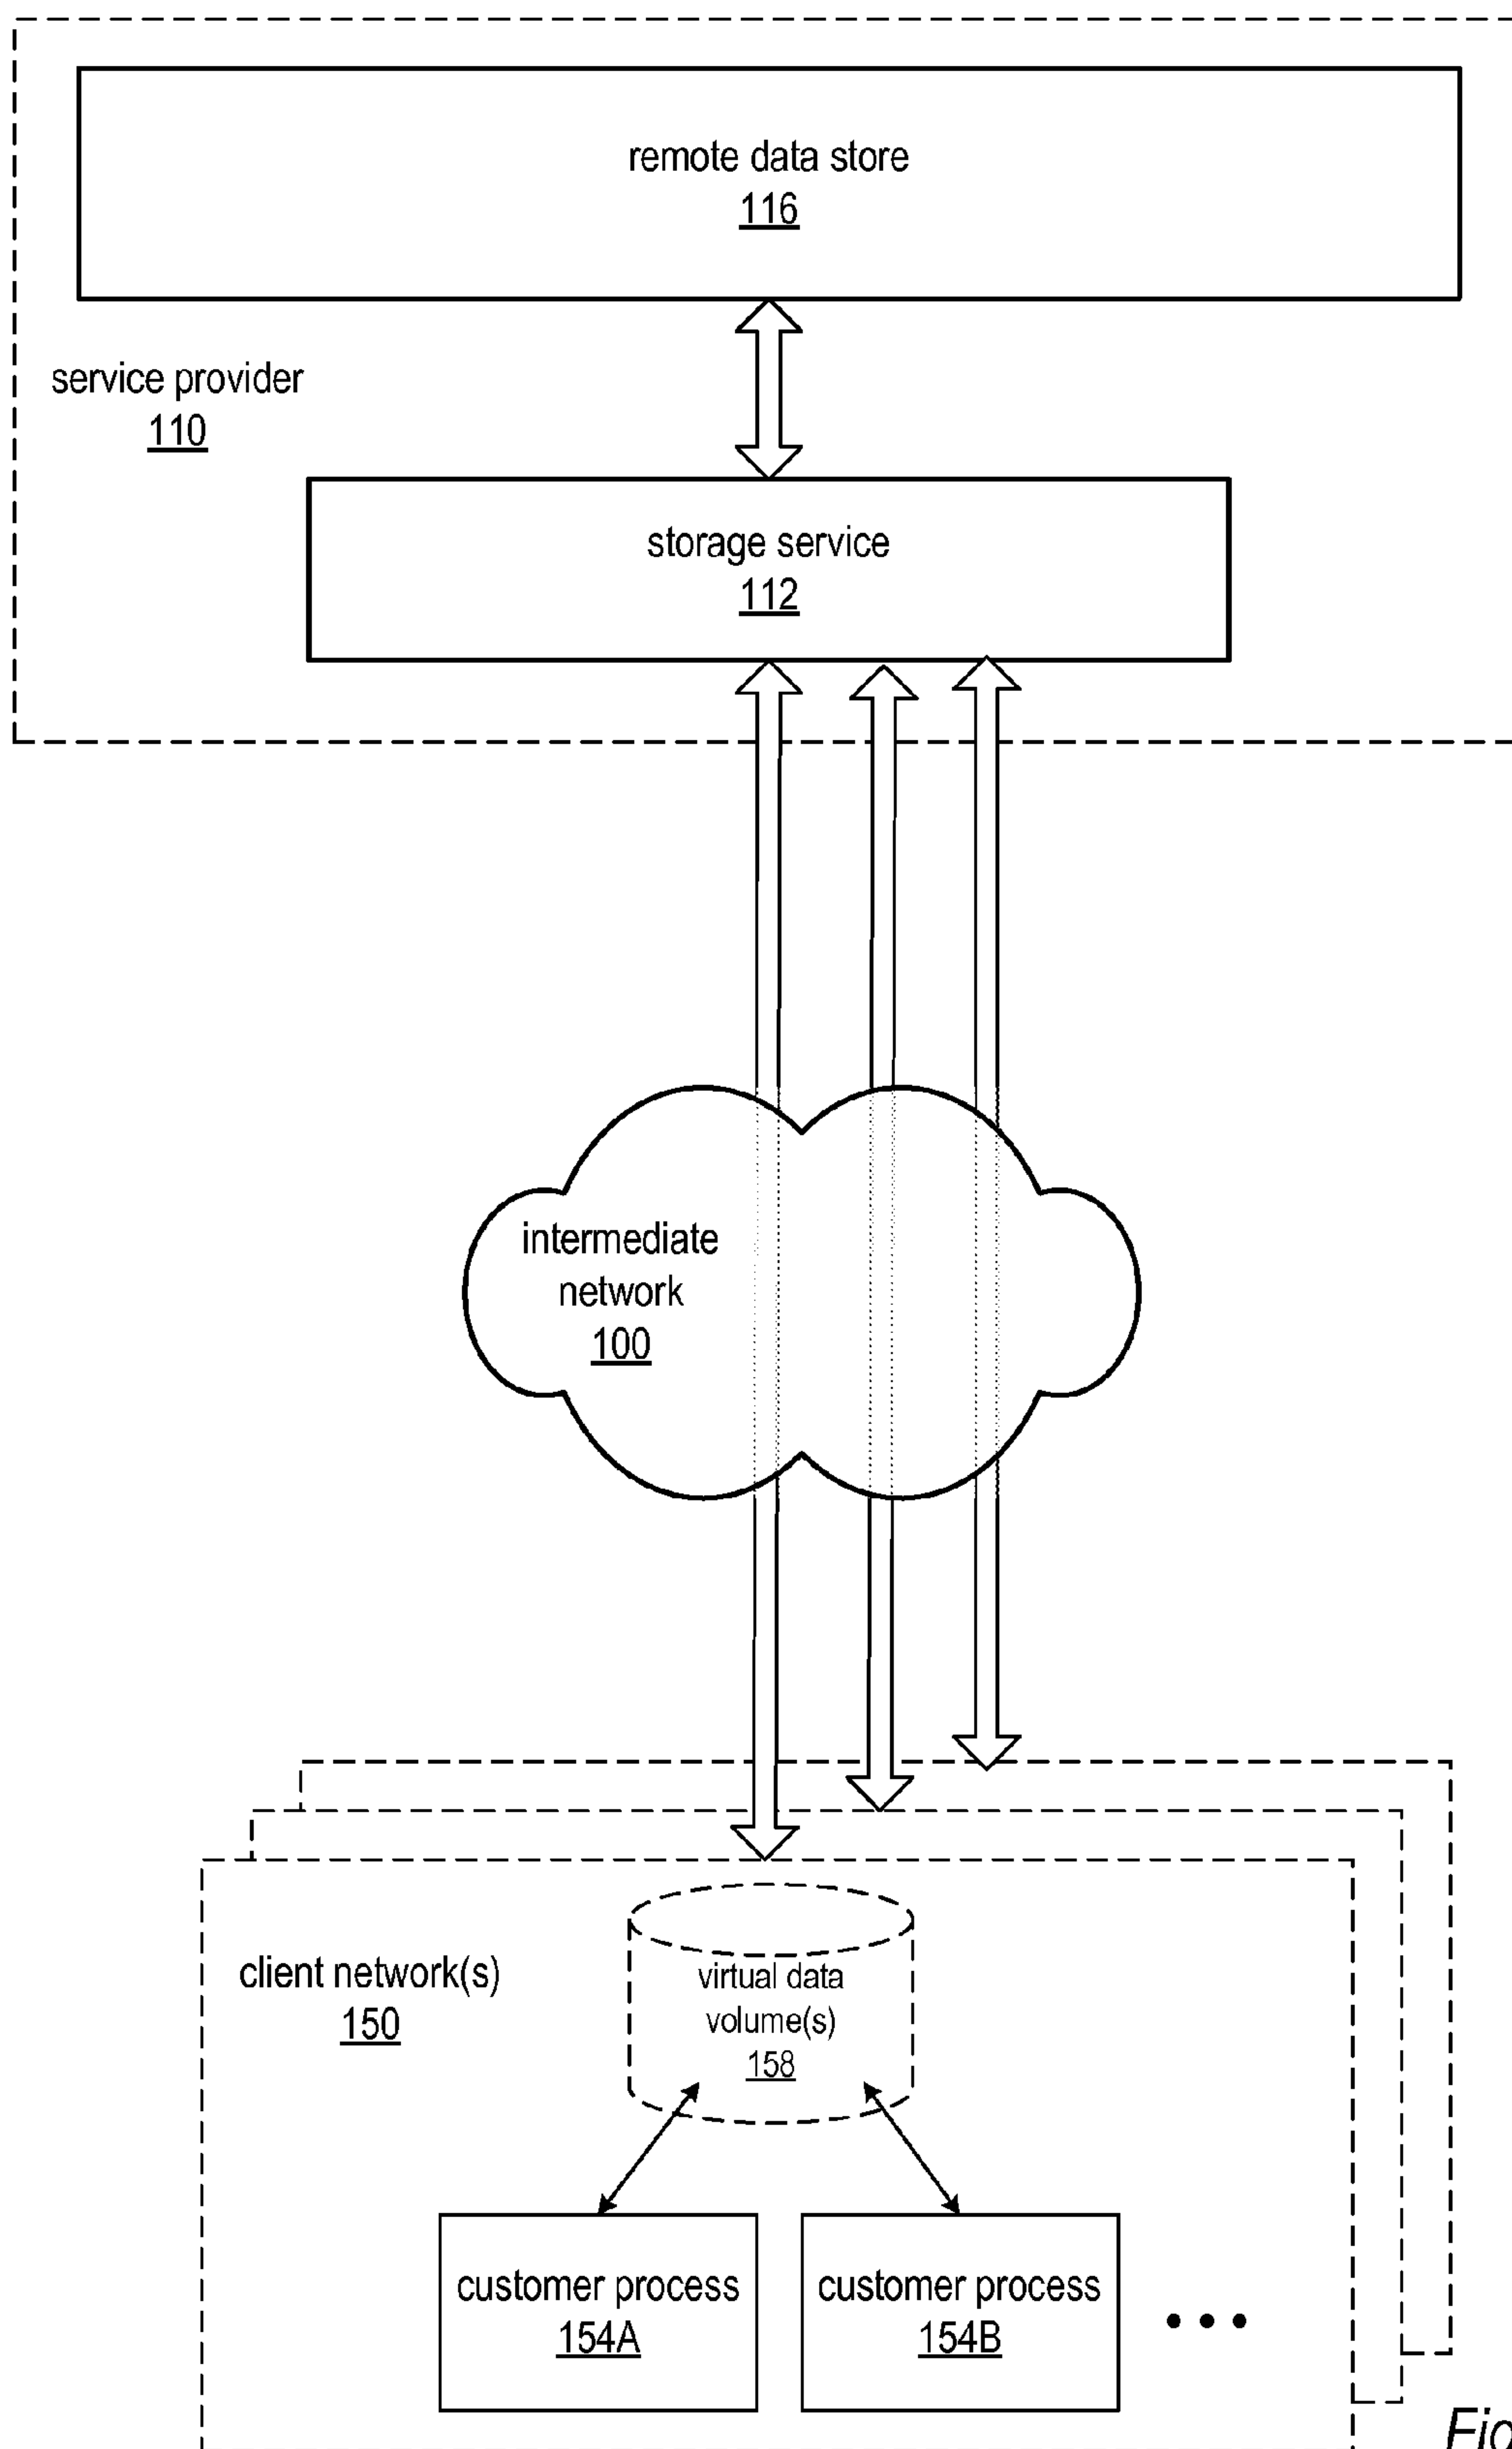 remote data store
116
service provider
110
storage service
112
intermediate
network
100
client network(s)
150
virtual data
volume(s)
158
customer process
154A
customer process
154B